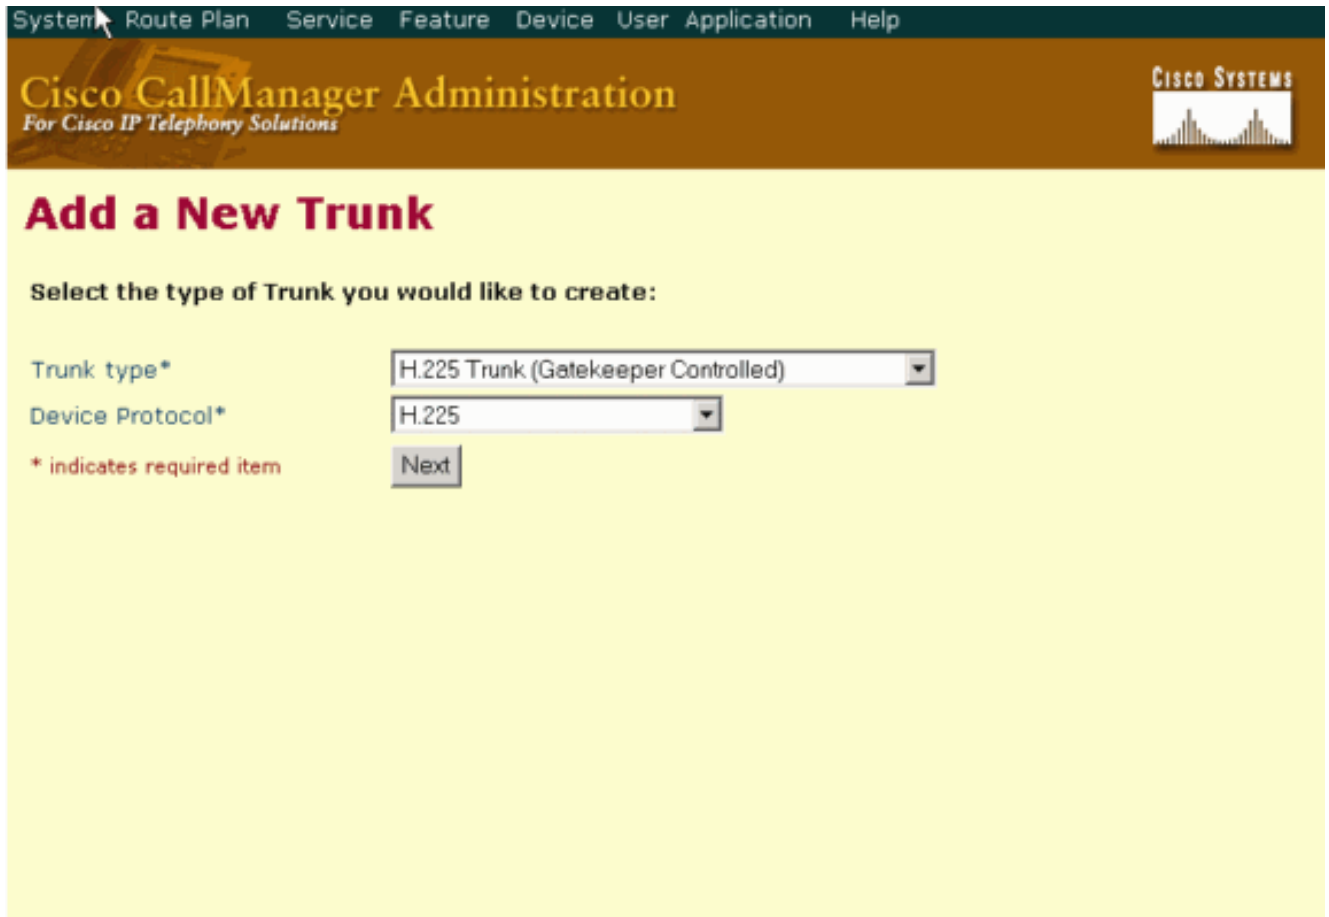 System Route Plan Service Feature Device User Application Help
Cisco CallManager Administration
For Cisco IP Telephony Solutions
CISCO SYSTEMS
Add a New Trunk
Select the type of Trunk you would like to create:
Trunk type* H.225 Trunk (Gatekeeper Controlled)
Device Protocol* H.225
* indicates required item Next